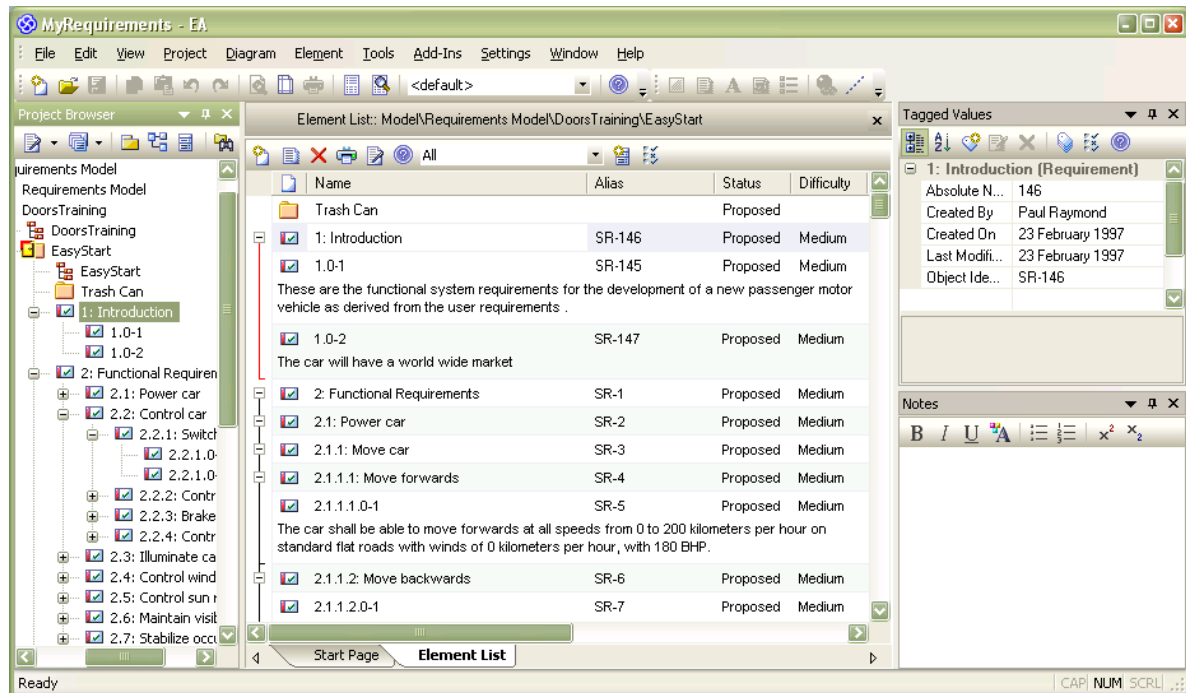 MyRequirements - EA
File Edit View Project Diagram Element Tools Add-Ins Settings Window Help
<default>
Project Browser
uirements Model
Requirements Model
DoorsTraining
DoorsTraining
EasyStart
EasyStart
Trash Can
1: Introduction
1.0-1
1.0-2
2: Functional Requiren
2.1: Power car
2.2: Control car
2.2.1: Switch
2.2.1.0-
2.2.1.0-
2.2.2: Contr
2.2.3: Brake
2.2.4: Contr
2.3: Illuminate ca
2.4: Control wind
2.5: Control sun r
2.6: Maintain visib
2.7: Stabilize occu
Element List:: Model\Requirements Model\DoorsTraining\EasyStart
All
Name Alias Status Difficulty
Trash Can Proposed
1: Introduction SR-146 Proposed Medium
1.0-1 SR-145 Proposed Medium
These are the functional system requirements for the development of a new passenger motor
vehicle as derived from the user requirements .
1.0-2 SR-147 Proposed Medium
The car will have a world wide market
2: Functional Requirements SR-1 Proposed Medium
2.1: Power car SR-2 Proposed Medium
2.1.1: Move car SR-3 Proposed Medium
2.1.1.1: Move forwards SR-4 Proposed Medium
2.1.1.1.0-1 SR-5 Proposed Medium
The car shall be able to move forwards at all speeds from 0 to 200 kilometers per hour on
standard flat roads with winds of 0 kilometers per hour, with 180 BHP.
2.1.1.2: Move backwards SR-6 Proposed Medium
2.1.1.2.0-1 SR-7 Proposed Medium
Start Page Element List
Tagged Values
1: Introduction (Requirement)
Absolute N... 146
Created By Paul Raymond
Created On 23 February 1997
Last Modifi... 23 February 1997
Object Ide... SR-146
Notes
B I U A x² x₂
Ready CAP NUM SCRL